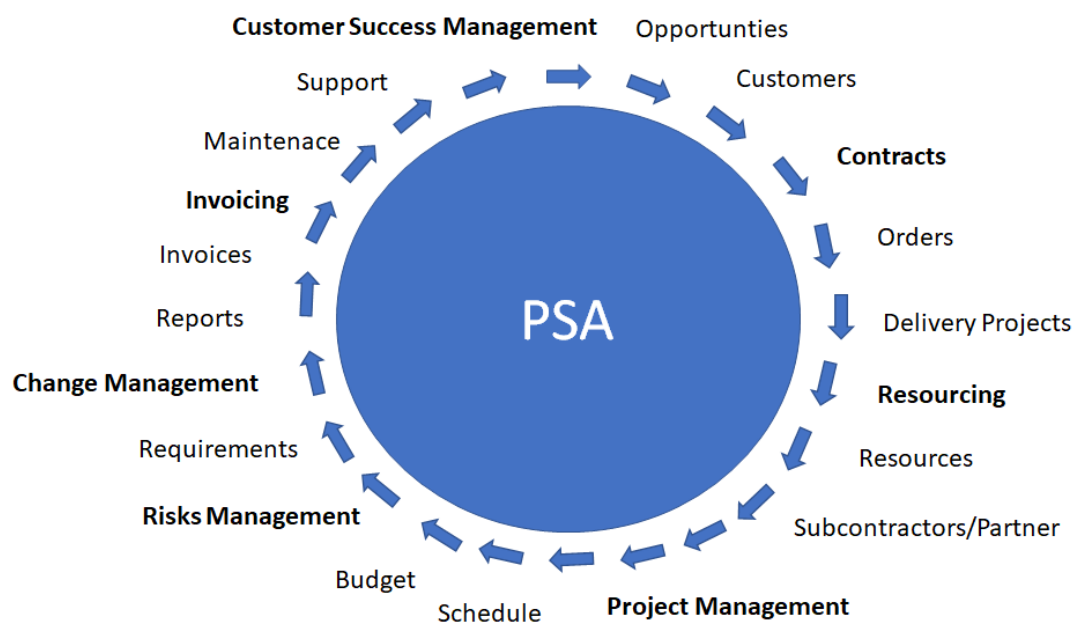 Customer Success Management
Opportunties
Customers
Contracts
Orders
Delivery Projects
Resourcing
Resources
Subcontractors/Partner
Project Management
Schedule
Budget
Risks Management
Requirements
Change Management
Reports
Invoices
Invoicing
Maintenace
Support
PSA